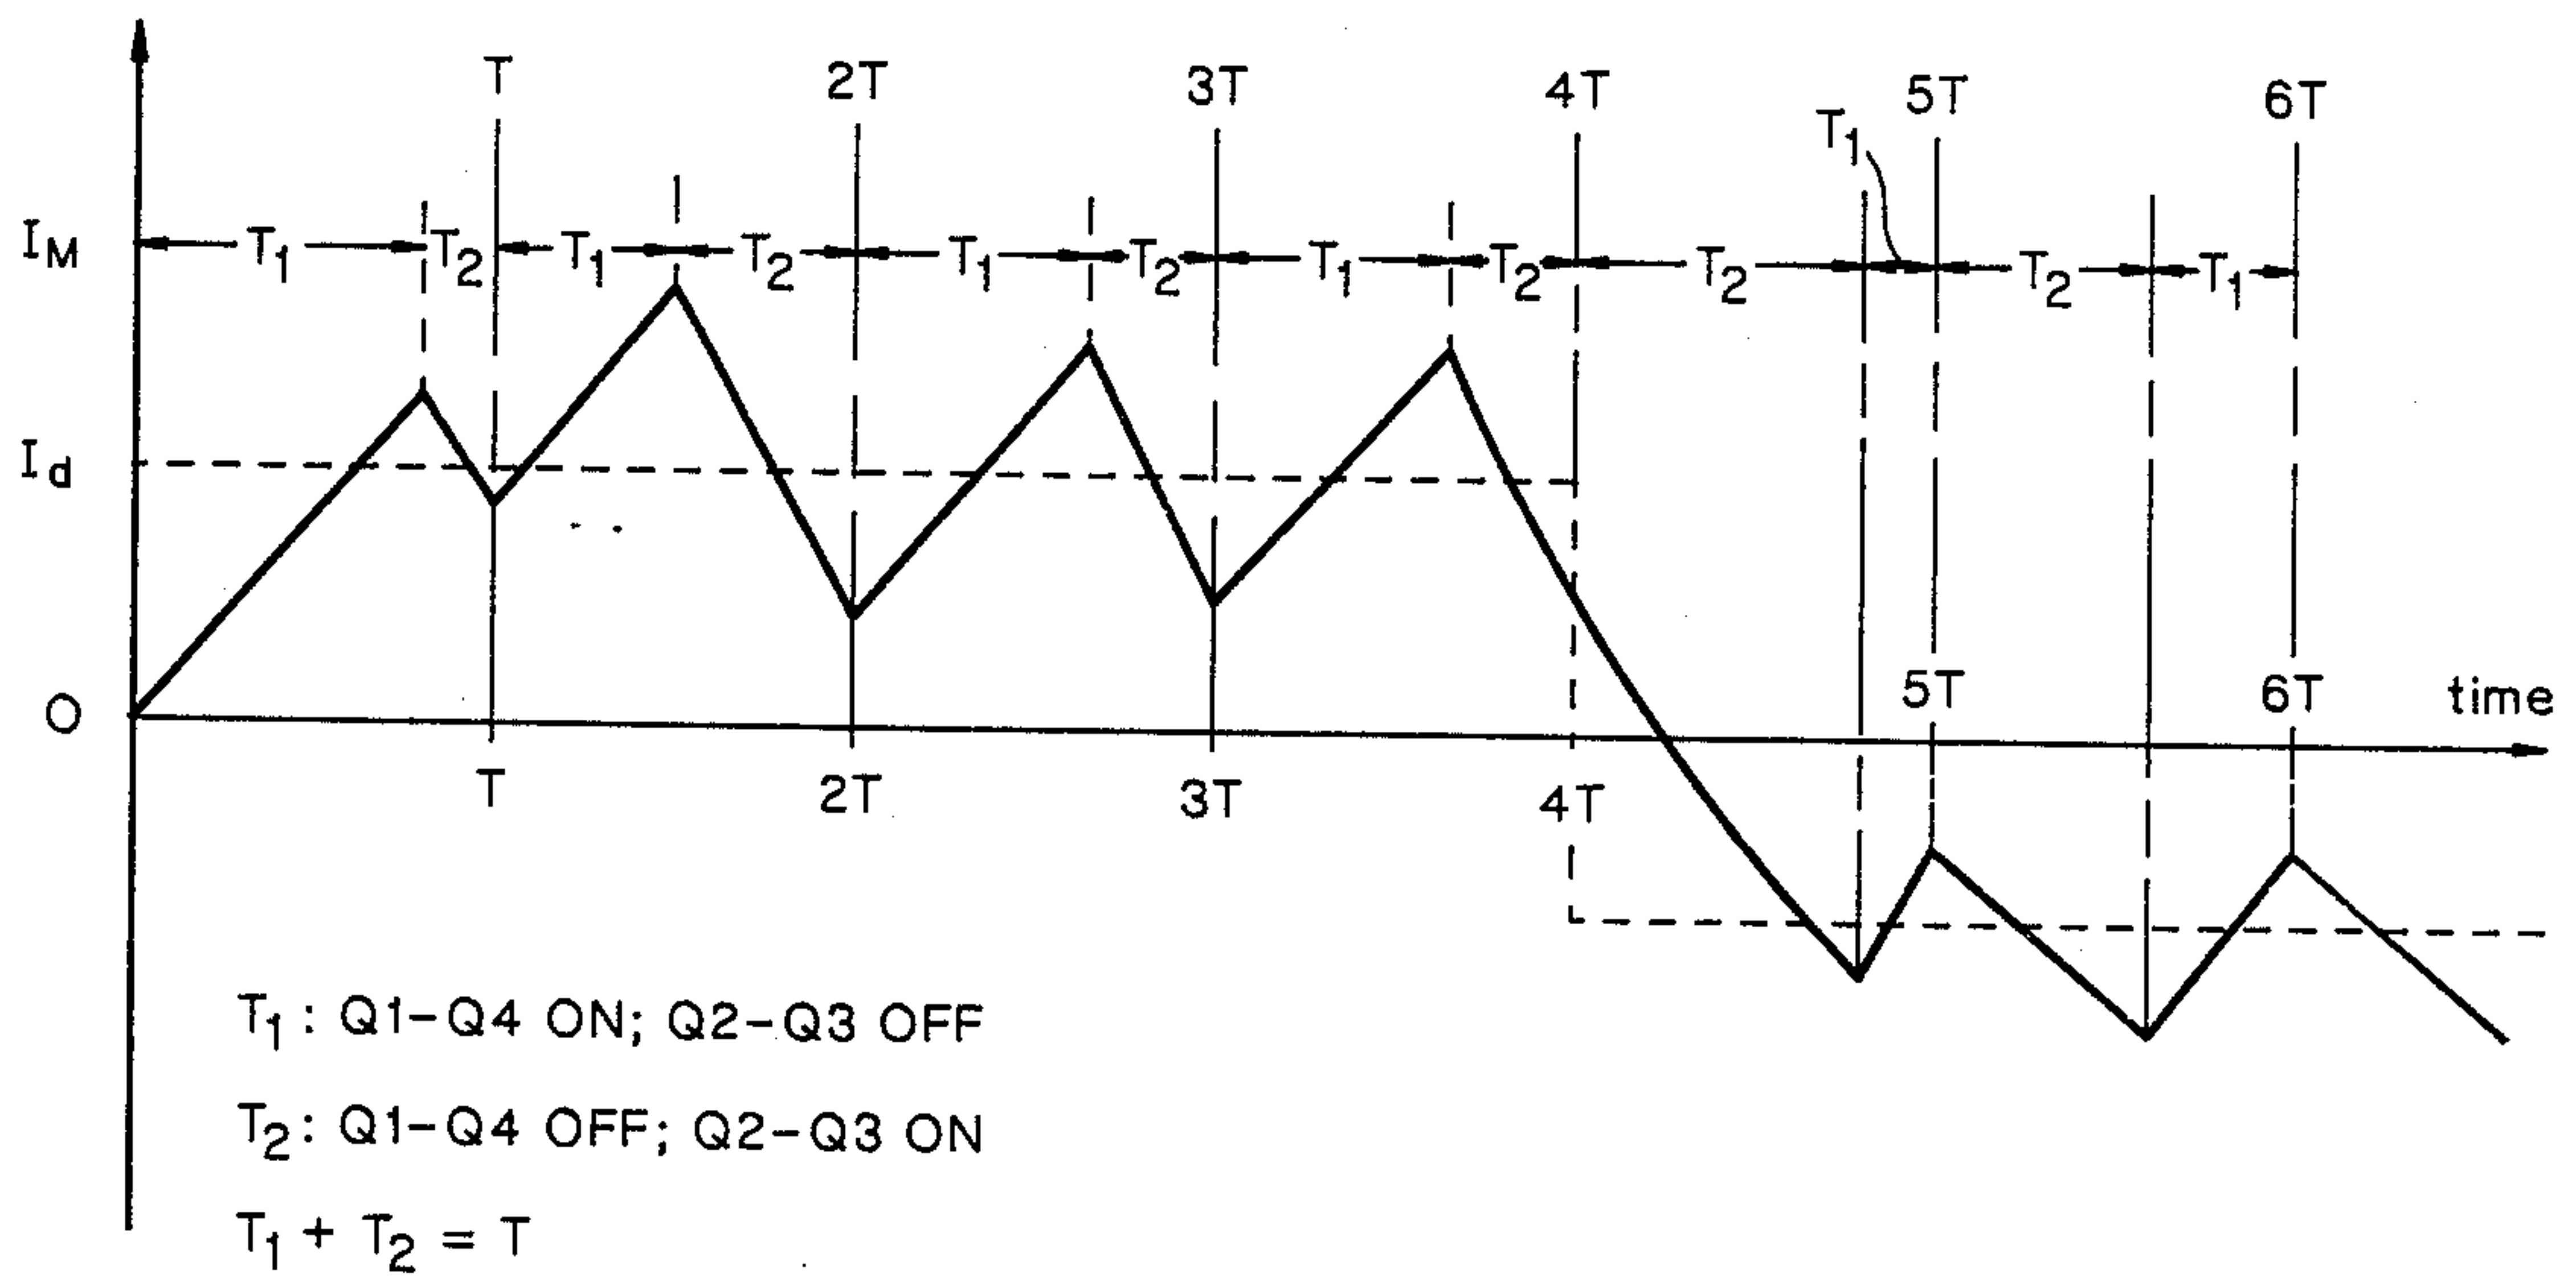 T 2T 3T 4T 5T 6T
T1
IM T1 T2 T1 T2 T1 T2 T1 T2 T2 T2 T1
Id
5T 6T time
O
T 2T 3T 4T
T1: Q1-Q4 ON; Q2-Q3 OFF
T2: Q1-Q4 OFF; Q2-Q3 ON
T1 + T2 = T